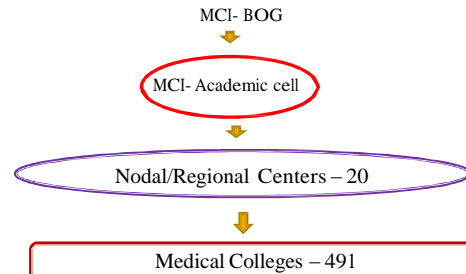 MCI- BOG
MCI- Academic cell
Nodal/Regional Centers – 20
Medical Colleges – 491